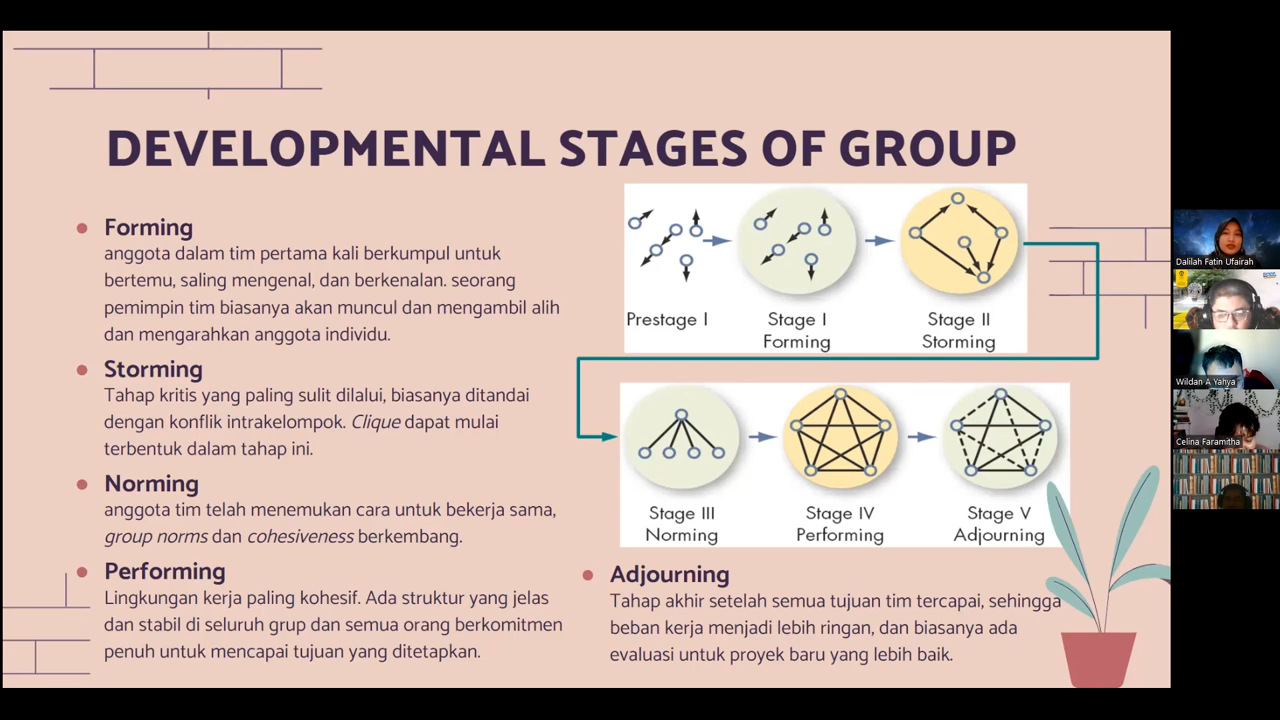 DEVELOPMENTAL STAGES OF GROUP
Forming
anggota dalam tim pertama kali berkumpul untuk
bertemu, saling mengenal, dan berkenalan. seorang
pemimpin tim biasanya akan muncul dan mengambil alih
dan mengarahkan anggota individu.
Storming
Tahap kritis yang paling sulit dilalui, biasanya ditandai
dengan konflik intrakelompok. Clique dapat mulai
terbentuk dalam tahap ini.
Norming
anggota tim telah menemukan cara untuk bekerja sama,
group norms dan cohesiveness berkembang.
Performing
Lingkungan kerja paling kohesif. Ada struktur yang jelas
dan stabil di seluruh grup dan semua orang berkomitmen
penuh untuk mencapai tujuan yang ditetapkan.
Prestage I
Stage I
Forming
Stage II
Storming
Stage III
Norming
Stage IV
Performing
Stage V
Adjourning
Adjourning
Tahap akhir setelah semua tujuan tim tercapai, sehingga
beban kerja menjadi lebih ringan, dan biasanya ada
evaluasi untuk proyek baru yang lebih baik.
Dalilah Fatin Ufairah
Wildan A Yahya
Celina Faramitha